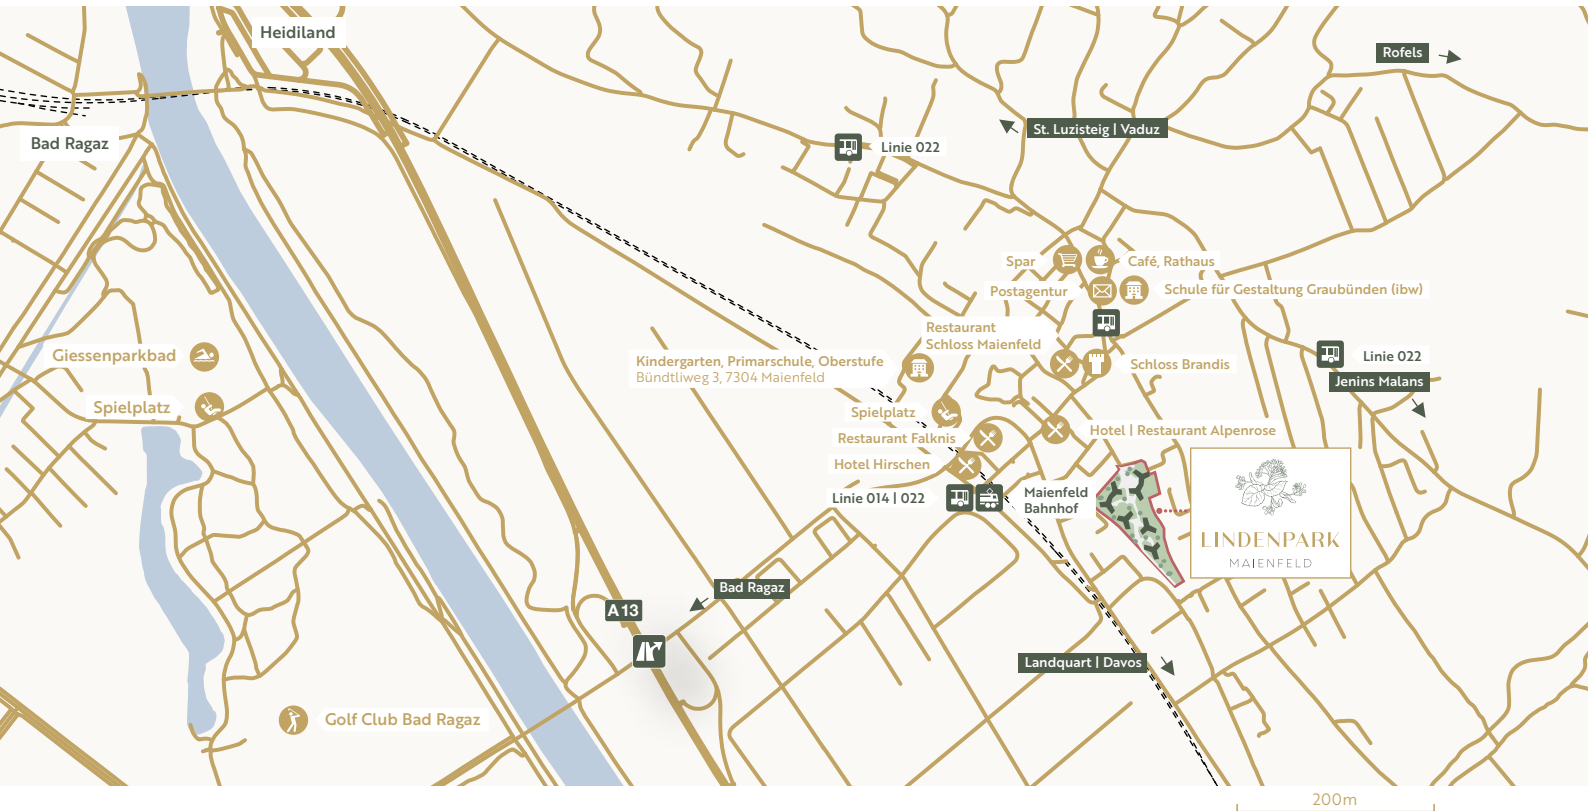 Heidiland
Rofels
Bad Ragaz
St. Luzisteig | Vaduz
Linie 022
Spar
Café, Rathaus
Postagentur
Schule für Gestaltung Graubünden (ibw)
Restaurant
Schloss Maienfeld
Giessenparkbad
Kindergarten, Primarschule, Oberstufe
Bündtliweg 3, 7304 Maienfeld
Schloss Brandis
Linie 022
Jenins Malans
Spielplatz
Spielplatz
Restaurant Falknis
Hotel | Restaurant Alpenrose
Hotel Hirschen
Linie 014 | 022
Maienfeld
Bahnhof
LINDENPARK
MAIENFELD
Bad Ragaz
A13
Landquart | Davos
Golf Club Bad Ragaz
200m